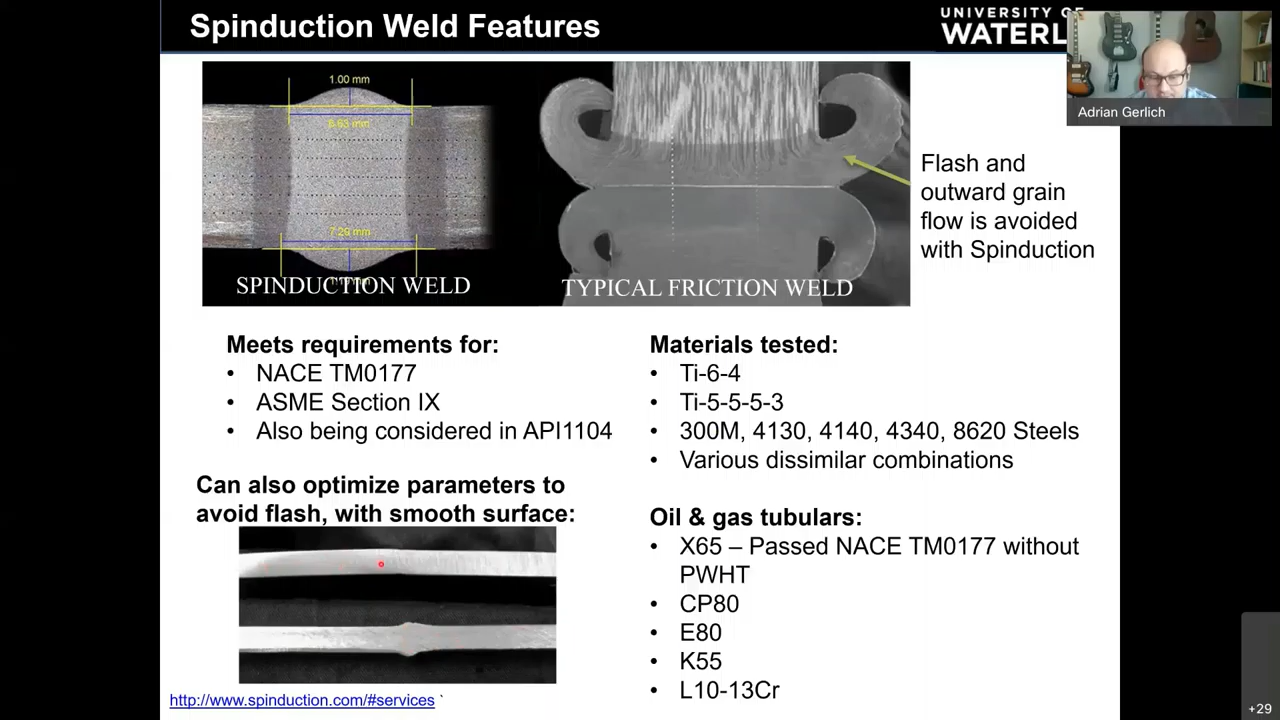 Spinduction Weld Features
UNIVERSITY OF
Adrian Gerlich
1.00 mm
7.29 mm
SPINDUCTION WELD
TYPICAL FRICTION WELD
Flash and
outward grain
flow is avoided
with Spinduction
Meets requirements for:
• NACE TM0177
• ASME Section IX
• Also being considered in API1104
Can also optimize parameters to
avoid flash, with smooth surface:
http://www.spinduction.com/#services `
Materials tested:
• Ti-6-4
• Ti-5-5-5-3
• 300M, 4130, 4140, 4340, 8620 Steels
• Various dissimilar combinations
Oil & gas tubulars:
• X65 – Passed NACE TM0177 without
PWHT
• CP80
• E80
• K55
• L10-13Cr
+29